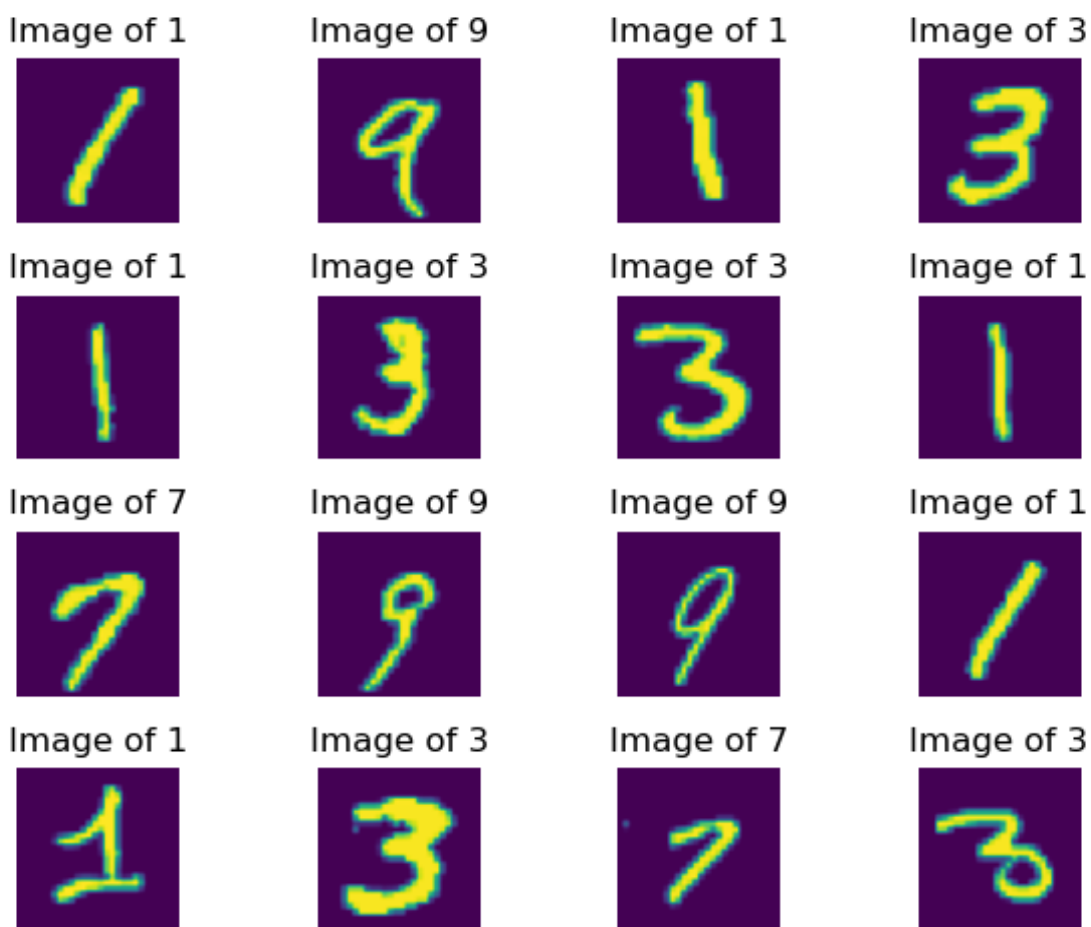 Image of 1 Image of 9 Image of 1 Image of 3
1 9 1 3
Image of 1 Image of 3 Image of 3 Image of 1
1 3 3 1
Image of 7 Image of 9 Image of 9 Image of 1
7 9 9 1
Image of 1 Image of 3 Image of 7 Image of 3
1 3 7 3